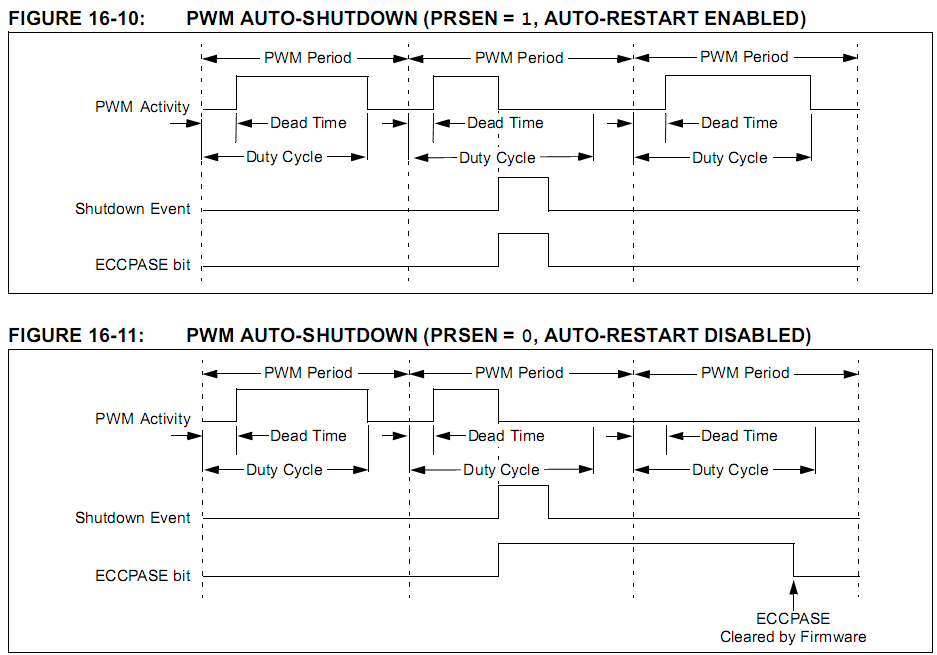 FIGURE 16-10: PWM AUTO-SHUTDOWN (PRSEN = 1, AUTO-RESTART ENABLED)
PWM Period PWM Period PWM Period
PWM Activity
Dead Time Dead Time Dead Time
Duty Cycle Duty Cycle Duty Cycle
Shutdown Event
ECCPASE bit
FIGURE 16-11: PWM AUTO-SHUTDOWN (PRSEN = 0, AUTO-RESTART DISABLED)
PWM Period PWM Period PWM Period
PWM Activity
Dead Time Dead Time Dead Time
Duty Cycle Duty Cycle Duty Cycle
Shutdown Event
ECCPASE bit
ECCPASE
Cleared by Firmware